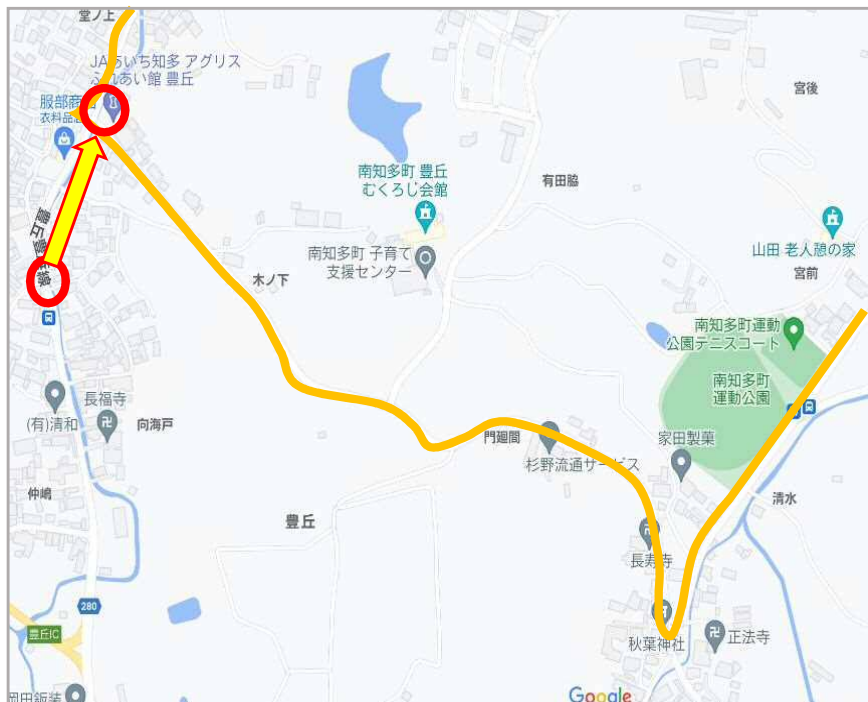 堂ノ上
JAあいち知多 アグリス
ふれあい館 豊丘
服部商店
衣料品店
宮後
南知多町 豊丘
むくろじ会館
有田脇
山田 老人憩の家
宮前
南知多町 子育て
支援センター
木ノ下
南知多町運動
公園テニスコート
南知多町
運動公園
長福寺
(有)清和
向海戸
門廻間
杉野流通サービス
家田製菓
仲嶋
豊丘
清水
長寿寺
280
豊丘IC
秋葉神社
正法寺
岡田鈑装
Google